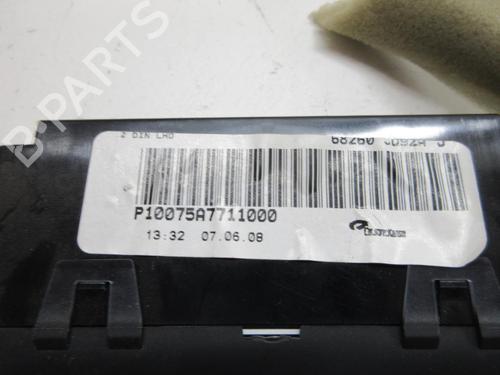 2 DIN LHD
68260 JD92A J
P10075A7711000
13:32 07.06.08
B-PARTS